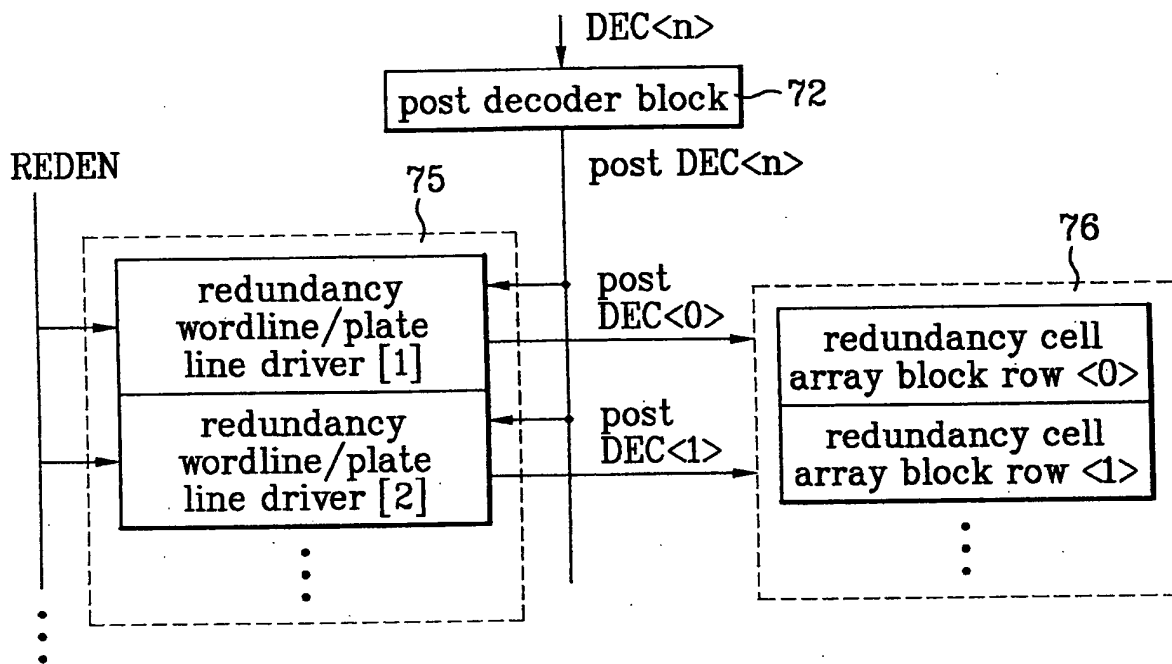 DEC<n>
post decoder block
72
post DEC<n>
REDEN
75
redundancy
wordline/plate
line driver [1]
post
DEC<0>
76
redundancy cell
array block row <0>
redundancy
wordline/plate
line driver [2]
post
DEC<1>
redundancy cell
array block row <1>